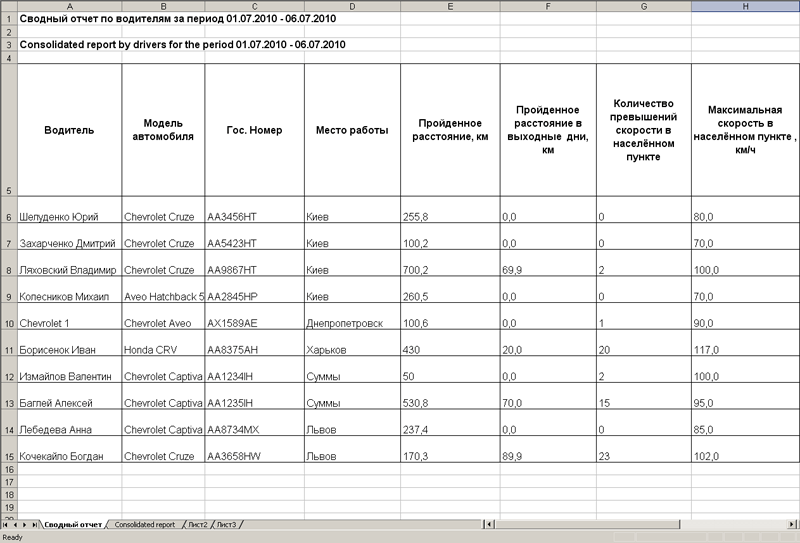 A B C D E F G H
1 Сводный отчет по водителям за период 01.07.2010 - 06.07.2010
2
3 Consolidated report by drivers for the period 01.07.2010 - 06.07.2010
4
5 Водитель Модель автомобиля Гос. Номер Место работы Пройденное расстояние, км Пройденное расстояние в выходные дни, км Количество превышений скорости в населённом пункте Максимальная скорость в населённом пункте , км/ч
6 Шелуденко Юрий Chevrolet Cruze AA3456HT Киев 255,8 0,0 0 80,0
7 Захарченко Дмитрий Chevrolet Cruze AA5423HT Киев 100,2 0,0 0 70,0
8 Ляховский Владимир Chevrolet Cruze AA9867HT Киев 700,2 69,9 2 100,0
9 Колесников Михаил Aveo Hatchback 5 AA2845HP Киев 260,5 0,0 0 70,0
10 Chevrolet 1 Chevrolet Aveo AX1589AE Днепропетровск 100,6 0,0 1 90,0
11 Борисенок Иван Honda CRV AA8375AH Харьков 430 20,0 20 117,0
12 Измайлов Валентин Chevrolet Captiva AA1234IH Суммы 50 0,0 2 100,0
13 Баглей Алексей Chevrolet Captiva AA1235IH Суммы 530,8 70,0 15 95,0
14 Лебедева Анна Chevrolet Captiva AA8734MX Львов 237,4 0,0 0 85,0
15 Кочекайло Богдан Chevrolet Cruze AA3658HW Львов 170,3 89,9 23 102,0
16
17
18
19
Сводный отчет Consolidated report Лист2 Лист3
Ready